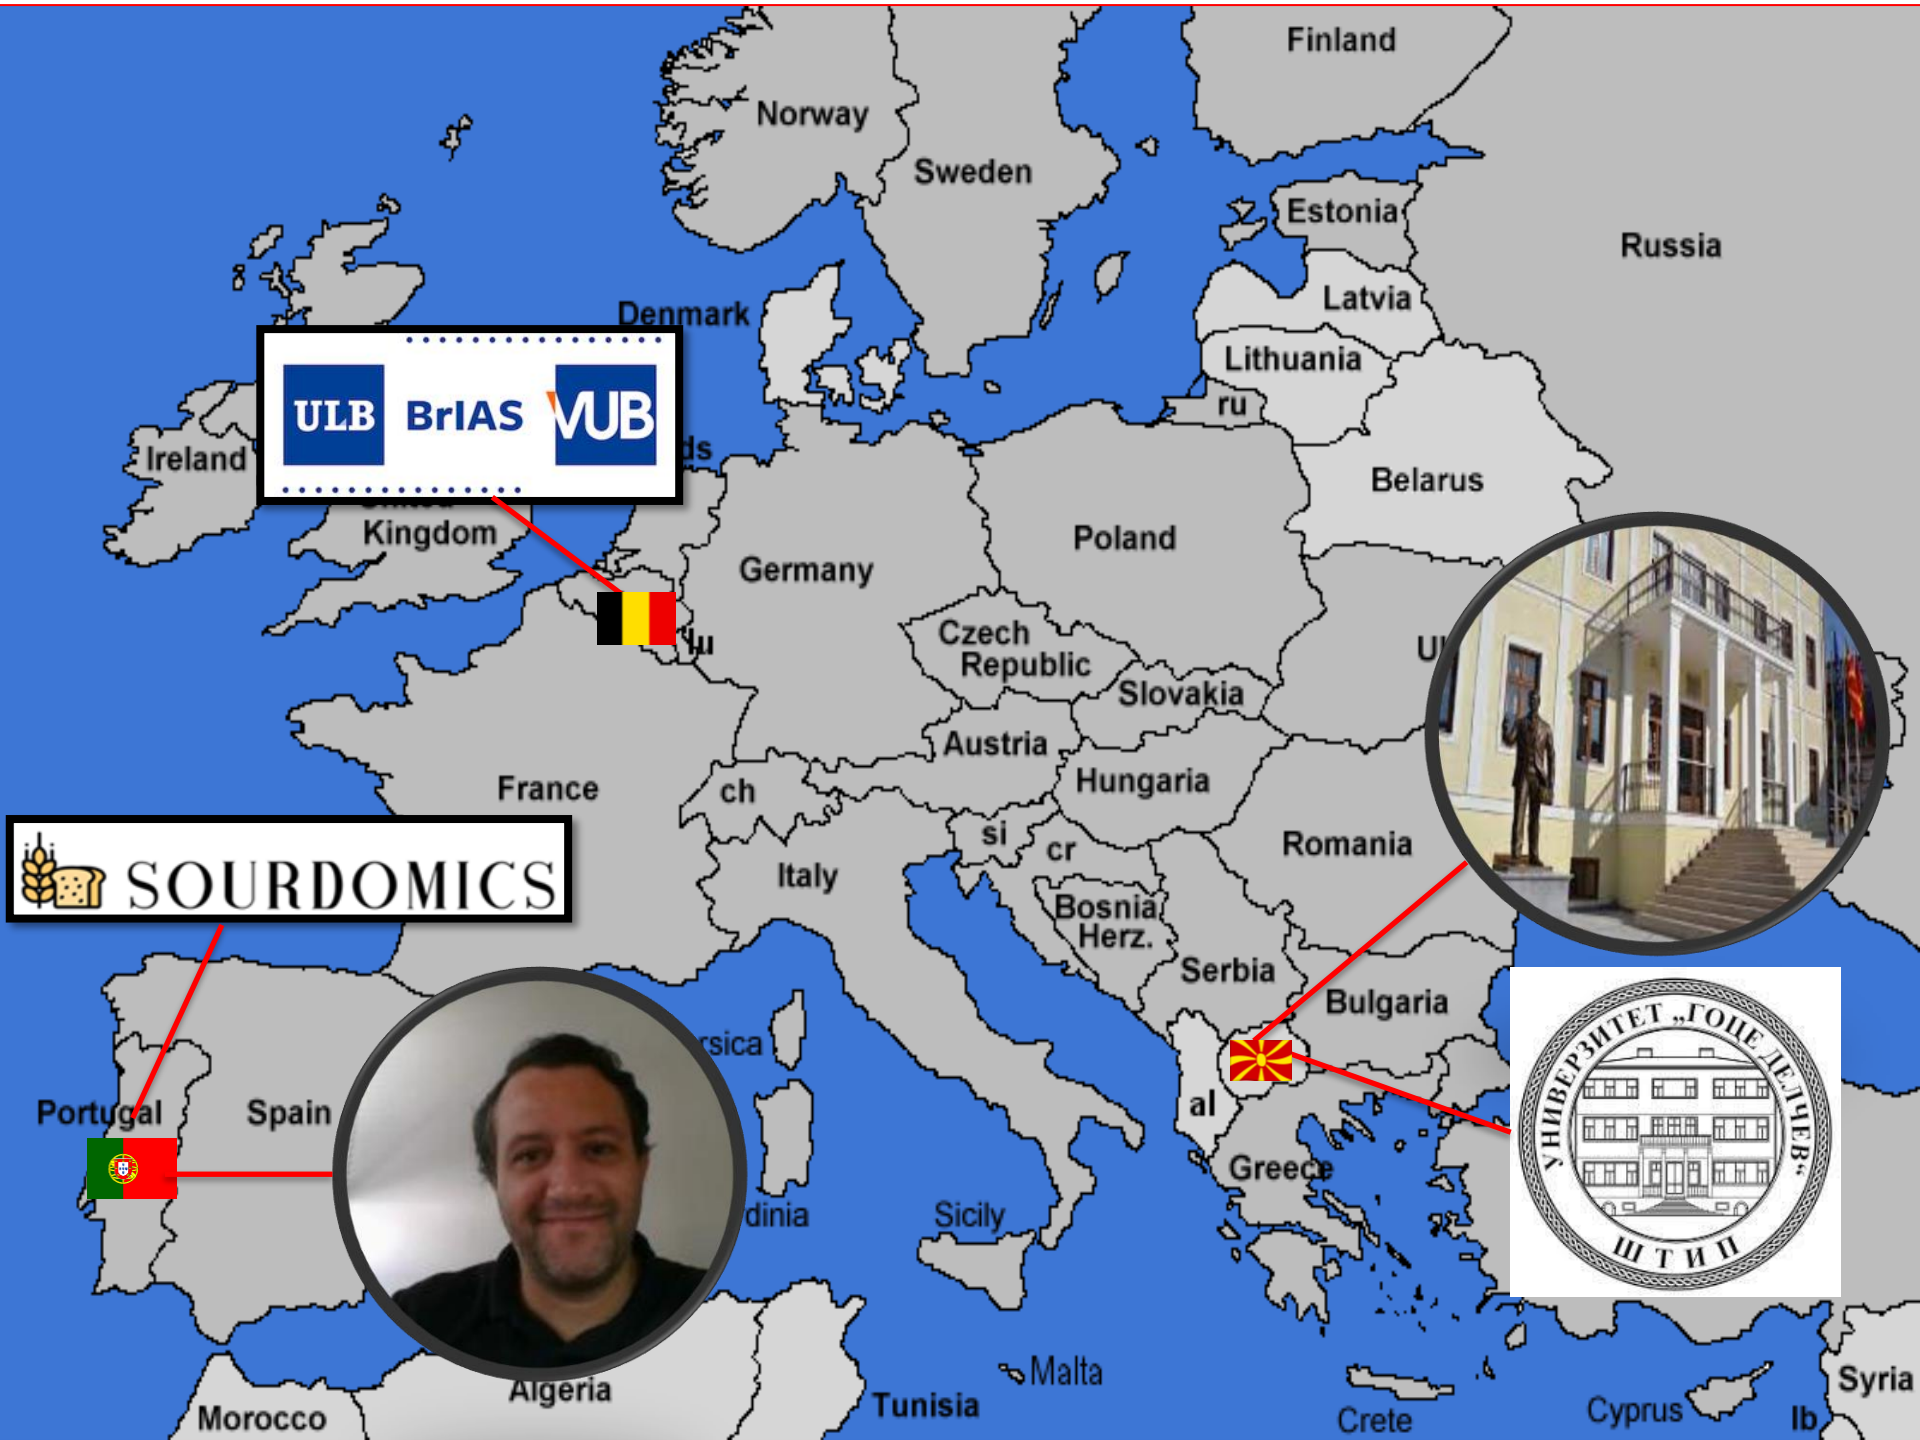 Finland
Norway
Sweden
Estonia
Russia
Latvia
Denmark
Lithuania
ru
ULB
BrIAS
VUB
Ireland
Belarus
Kingdom
Poland
Germany
Czech
Republic
lu
Slovakia
Austria
Hungaria
France
ch
si
cr
Romania
Italy
SOURDOMICS
Bosnia
Herz.
Serbia
Bulgaria
УНИВЕРЗИТЕТ „ГОЦЕ ДЕЛЧЕВ“
ШТИП
Portugal
Spain
al
Greece
Sicily
Malta
Algeria
Tunisia
Morocco
Crete
Cyprus
lb
Syria